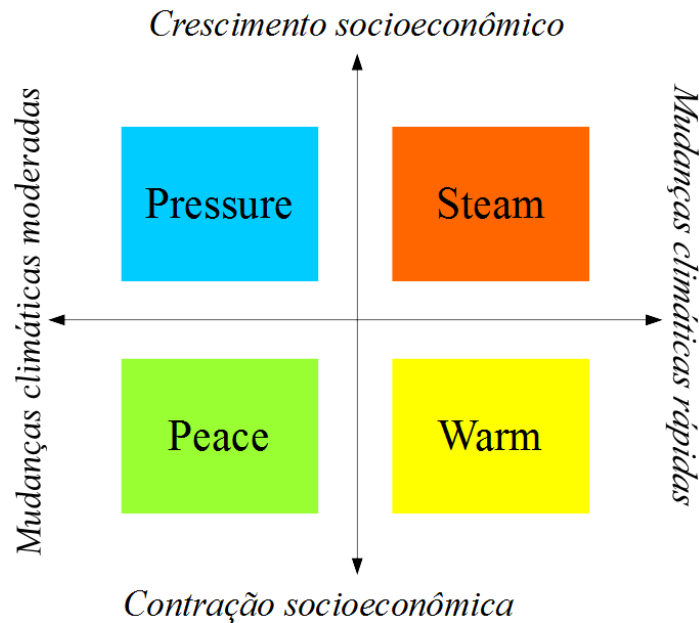 Crescimento socioeconômico
Mudanças climáticas moderadas
Mudanças climáticas rápidas
Pressure
Steam
Peace
Warm
Contração socioeconômica